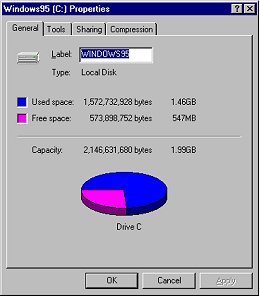 Windows95 (C:) Properties
General Tools Sharing Compression
Label: WINDOWS95
Type: Local Disk
Used space: 1,572,732,928 bytes 1.46GB
Free space: 573,898,752 bytes 547MB
Capacity: 2,146,631,680 bytes 1.99GB
Drive C
OK Cancel Apply